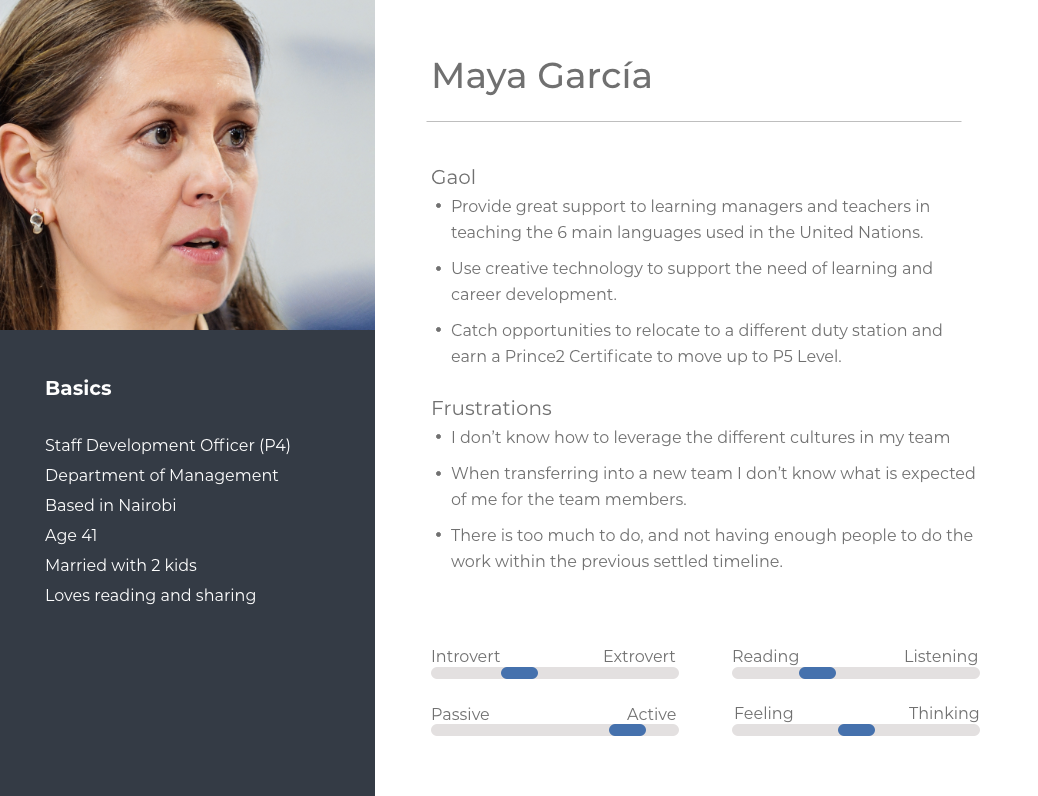 Maya García
Gaol
• Provide great support to learning managers and teachers in
teaching the 6 main languages used in the United Nations.
• Use creative technology to support the need of learning and
career development.
• Catch opportunities to relocate to a different duty station and
earn a Prince2 Certificate to move up to P5 Level.
Frustrations
• I don’t know how to leverage the different cultures in my team
• When transferring into a new team I don’t know what is expected
of me for the team members.
• There is too much to do, and not having enough people to do the
work within the previous settled timeline.
Basics
Staff Development Officer (P4)
Department of Management
Based in Nairobi
Age 41
Married with 2 kids
Loves reading and sharing
Introvert Extrovert
Reading Listening
Passive Active
Feeling Thinking